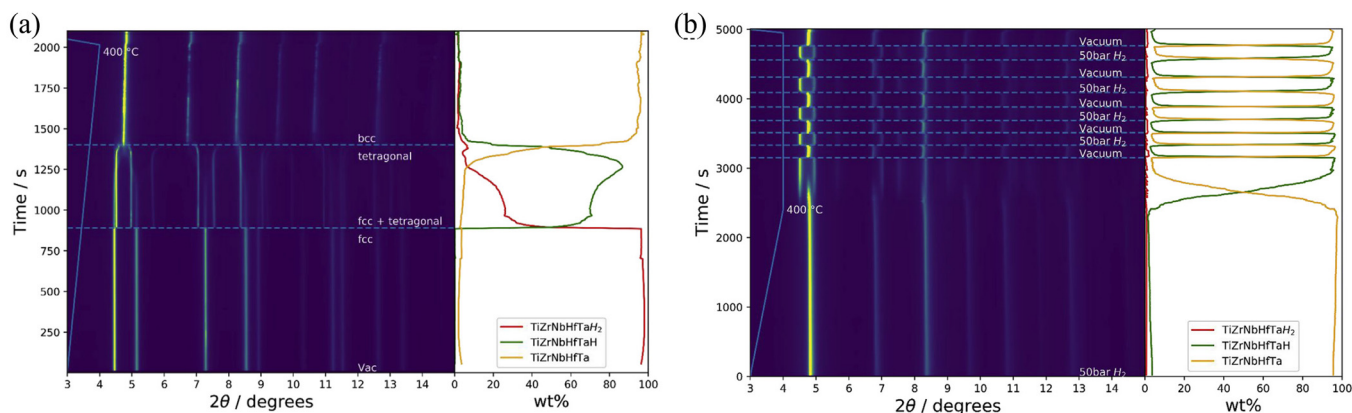 (a)
2000
1750
1500
1250
1000
750
500
250
Time / s
400 °C
bcc
tetragonal
fcc + tetragonal
fcc
Vac
3 4 5 6 7 8 9 10 11 12 13 14
2θ / degrees
TiZrNbHfTaH2
TiZrNbHfTaH
TiZrNbHfTa
0 20 40 60 80 100
wt%
(b)
5000
4000
3000
2000
1000
0
Time / s
400 °C
Vacuum
50bar H2
Vacuum
50bar H2
Vacuum
50bar H2
Vacuum
50bar H2
Vacuum
50bar H2
3 4 5 6 7 8 9 10 11 12 13 14
2θ / degrees
TiZrNbHfTaH2
TiZrNbHfTaH
TiZrNbHfTa
0 20 40 60 80 100
wt%